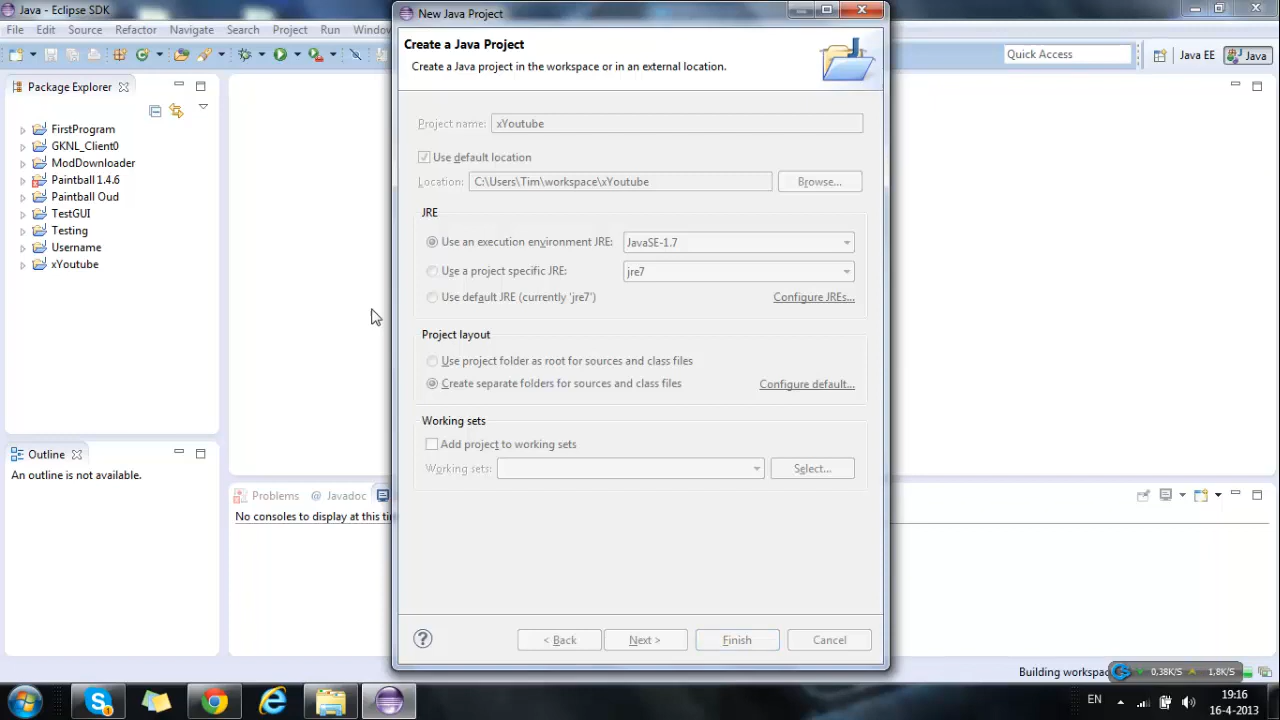 Java - Eclipse SDK
File Edit Source Refactor Navigate Search Project Run Window
Quick Access
Java EE
Java
Package Explorer
FirstProgram
GKNL_Client0
ModDownloader
Paintball 1.4.6
Paintball Oud
TestGUI
Testing
Username
xYoutube
Outline
An outline is not available.
Problems @ Javadoc
No consoles to display at this ti
New Java Project
Create a Java Project
Create a Java project in the workspace or in an external location.
Project name: xYoutube
Use default location
Location: C:\Users\Tim\workspace\xYoutube Browse...
JRE
Use an execution environment JRE: JavaSE-1.7
Use a project specific JRE: jre7
Use default JRE (currently 'jre7') Configure JREs...
Project layout
Use project folder as root for sources and class files
Create separate folders for sources and class files Configure default...
Working sets
Add project to working sets
Working sets: Select...
? < Back Next > Finish Cancel
Building workspac
0,38K/S 1,8K/S
EN
19:16
16-4-2013